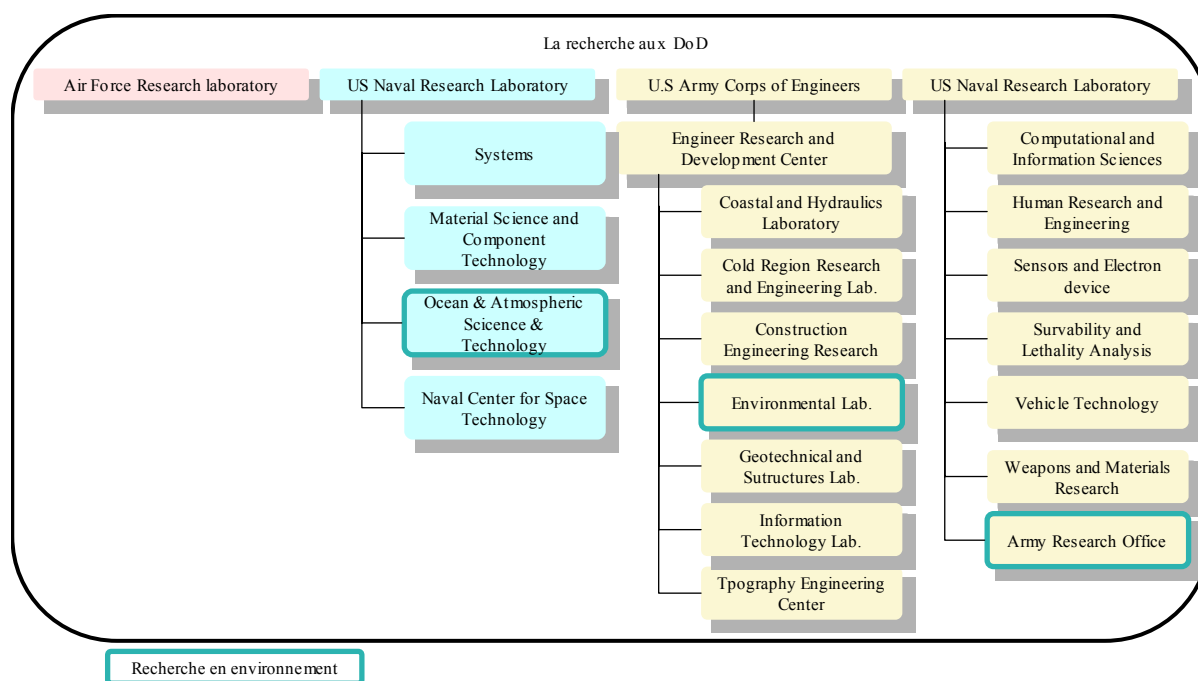 La recherche aux DoD
Air Force Research laboratory
US Naval Research Laboratory
Systems
Material Science and
Component
Technology
Ocean & Atmospheric
Scicence &
Technology
Naval Center for Space
Technology
U.S Army Corps of Engineers
Engineer Research and
Development Center
Coastal and Hydraulics
Laboratory
Cold Region Research
and Engineering Lab.
Construction
Engineering Research
Environmental Lab.
Geotechnical and
Sutructures Lab.
Information
Technology Lab.
Tpography Engineering
Center
US Naval Research Laboratory
Computational and
Information Sciences
Human Research and
Engineering
Sensors and Electron
device
Survability and
Lethality Analysis
Vehicle Technology
Weapons and Materials
Research
Army Research Office
Recherche en environnement